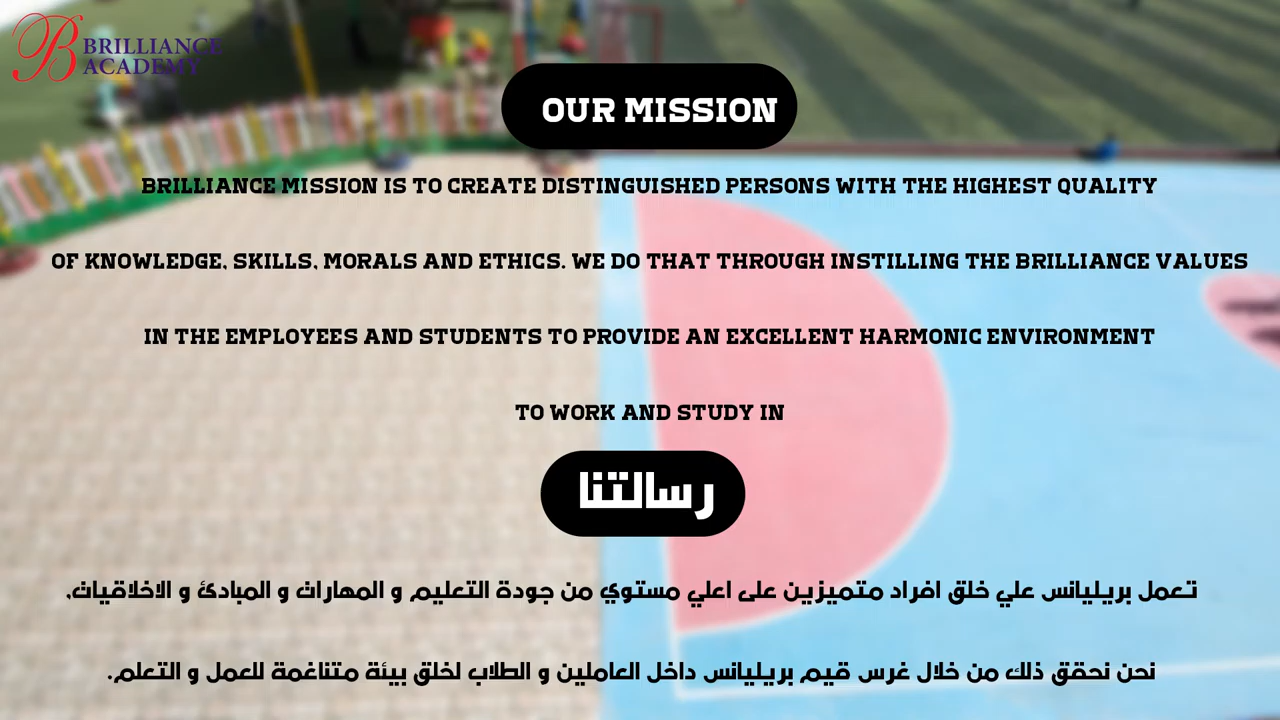 BRILLIANCE
ACADEMY
OUR MISSION
BRILLIANCE MISSION IS TO CREATE DISTINGUISHED PERSONS WITH THE HIGHEST QUALITY
OF KNOWLEDGE, SKILLS, MORALS AND ETHICS. WE DO THAT THROUGH INSTILLING THE BRILLIANCE VALUES
IN THE EMPLOYEES AND STUDENTS TO PROVIDE AN EXCELLENT HARMONIC ENVIRONMENT
TO WORK AND STUDY IN
رسالتنا
تعمل بريليانس علي خلق افراد متميزين على اعلي مستوي من جودة التعليم و المهارات و المبادئ و الاخلاقيات,
نحن نحقق ذلك من خلال غرس قيم بريليانس داخل العاملين و الطلاب لخلق بيئة متناغمة للعمل و التعلم.